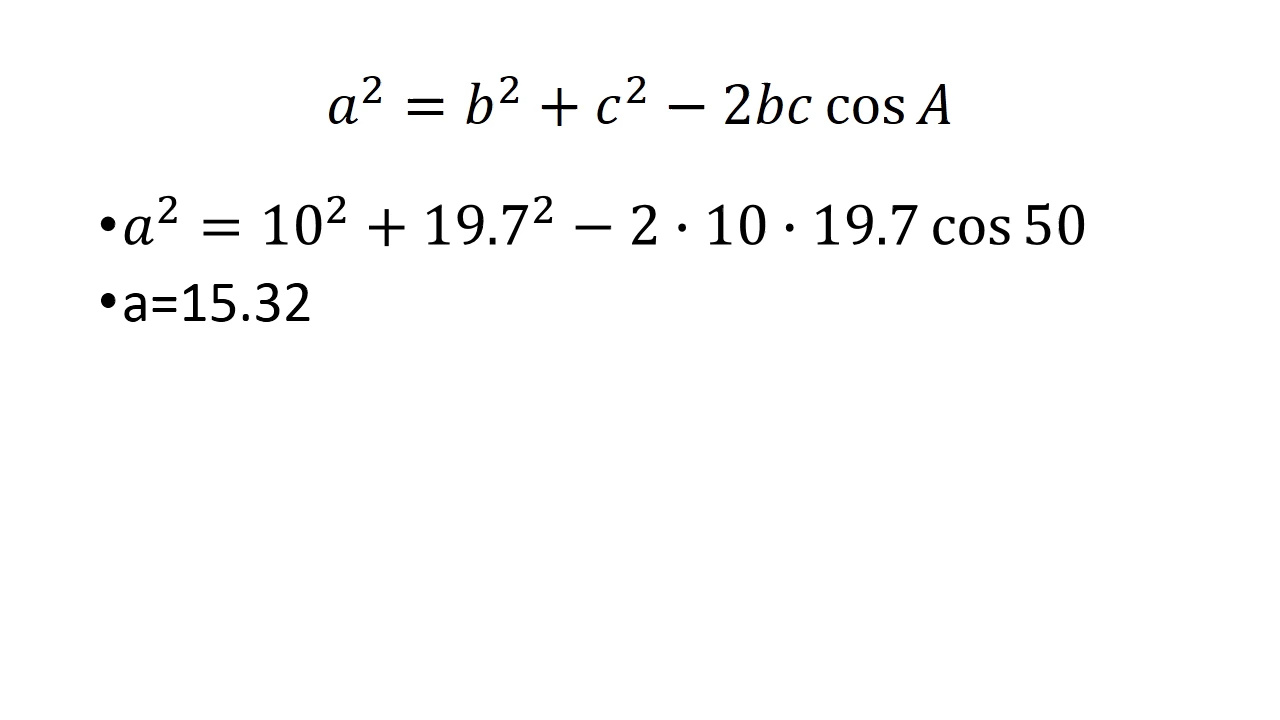 a² = b² + c² − 2bc cos A
•a² = 10² + 19.7² − 2 · 10 · 19.7 cos 50
•a=15.32